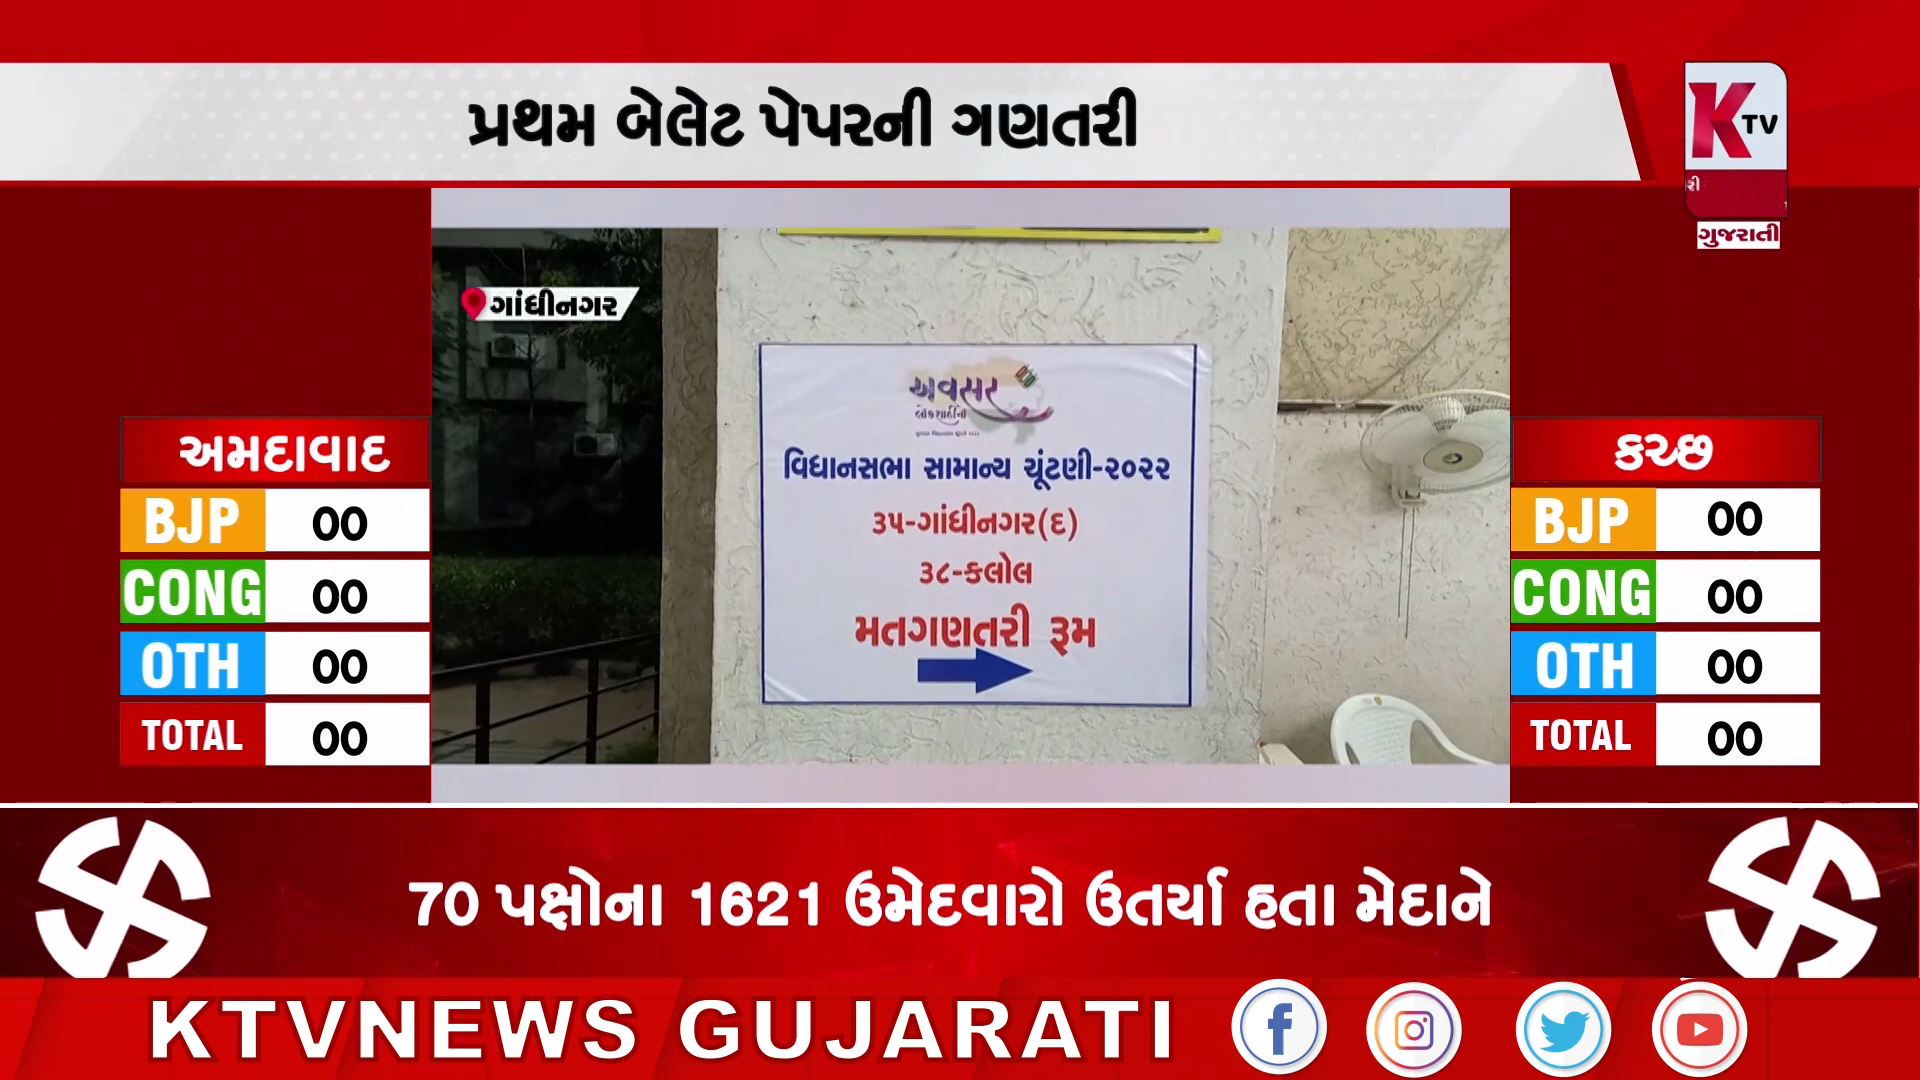 પ્રથમ બેલેટ પેપરની ગણતરી
K TV
રી
ગુજરાતી
ગાંધીનગર
અવસર
લોકશાહીનો
વિધાનસભા સામાન્ય ચૂંટણી-૨૦૨૨
૩૫-ગાંધીનગર(દ)
૩૮-કલોલ
મતગણતરી રૂમ
અમદાવાદ
BJP 00
CONG 00
OTH 00
TOTAL 00
કચ્છ
BJP 00
CONG 00
OTH 00
TOTAL 00
70 પક્ષોના 1621 ઉમેદવારો ઉતર્યા હતા મેદાને
KTVNEWS GUJARATI